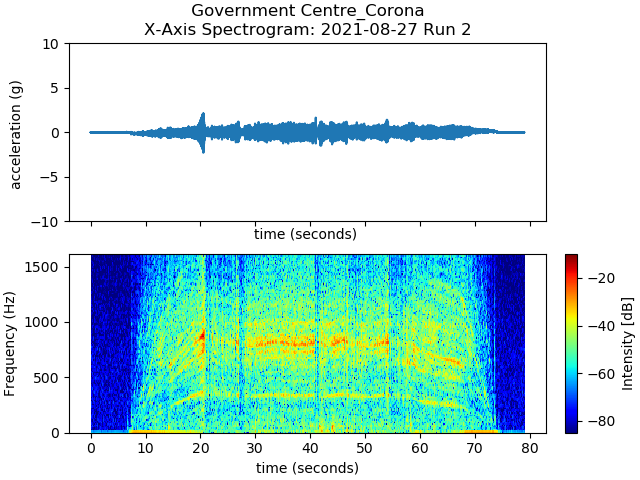 Government Centre_Corona
X-Axis Spectrogram: 2021-08-27 Run 2
10
5
0
−5
−10
acceleration (g)
time (seconds)
1500
1000
500
0
Frequency (Hz)
0 10 20 30 40 50 60 70 80
time (seconds)
−20
−40
−60
−80
Intensity [dB]